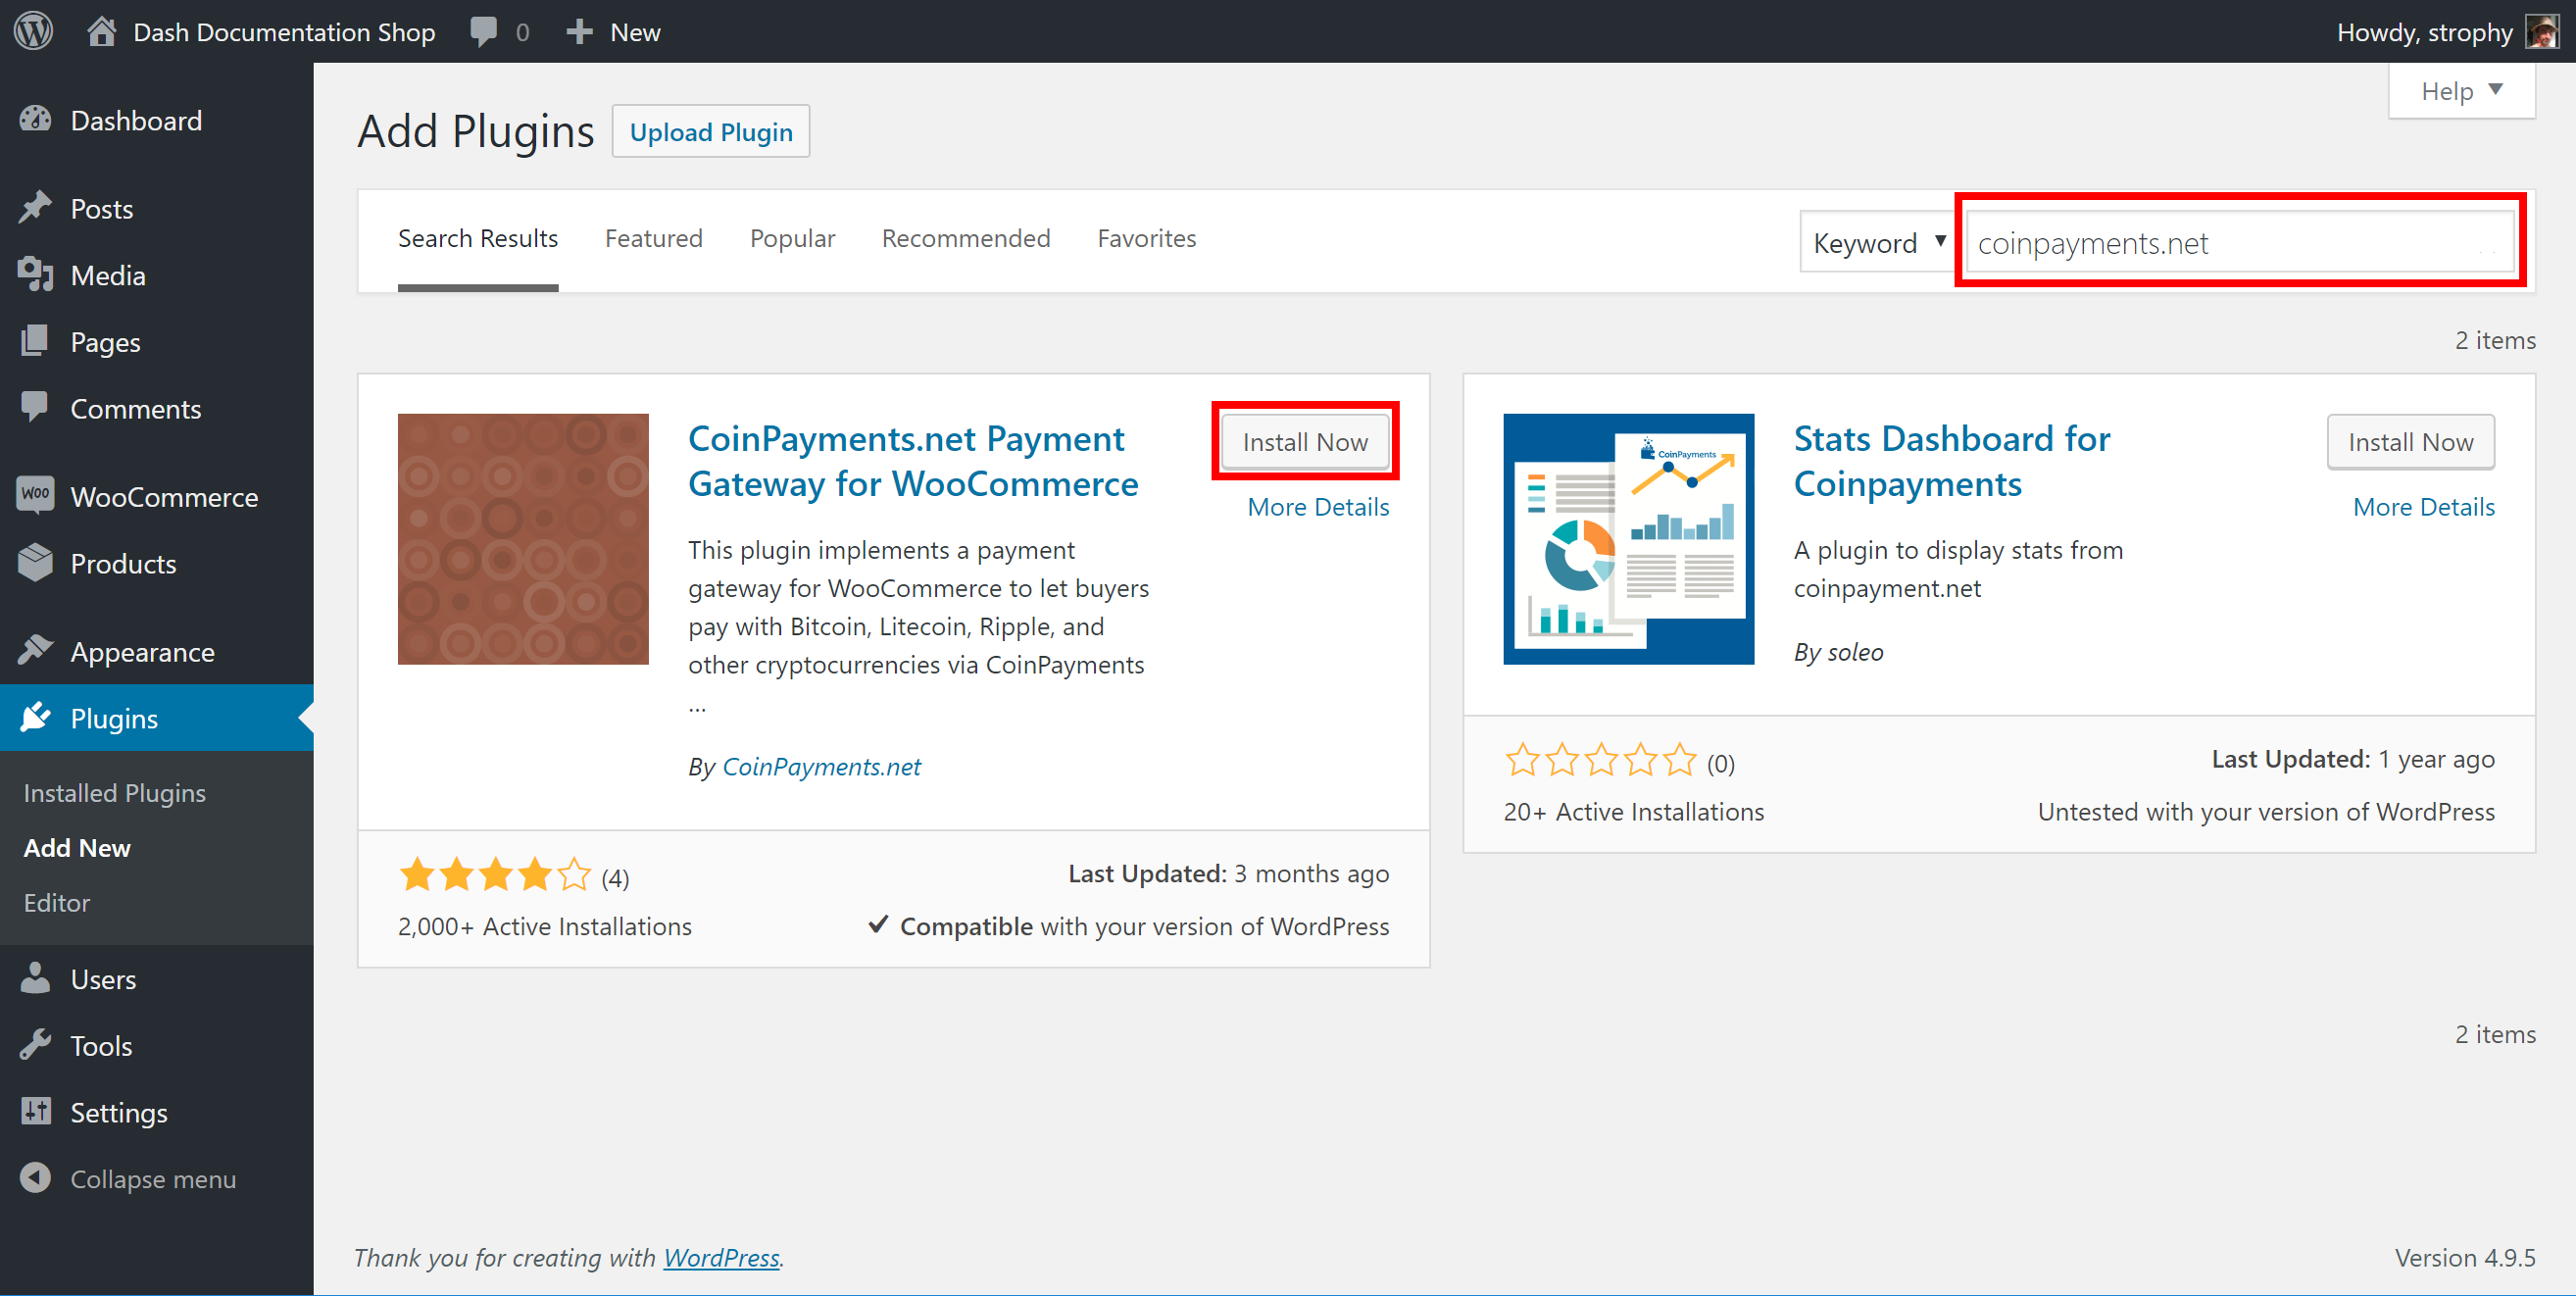 Dash Documentation Shop 0 New Howdy, strophy
Help ▼
Dashboard
Posts
Media
Pages
Comments
Woo WooCommerce
Products
Appearance
Plugins
Installed Plugins
Add New
Editor
Users
Tools
Settings
Collapse menu
Add Plugins Upload Plugin
Search Results Featured Popular Recommended Favorites Keyword ▼ coinpayments.net
2 items
CoinPayments.net Payment
Gateway for WooCommerce
Install Now
More Details
This plugin implements a payment
gateway for WooCommerce to let buyers
pay with Bitcoin, Litecoin, Ripple, and
other cryptocurrencies via CoinPayments
...
By CoinPayments.net
(4)
Last Updated: 3 months ago
2,000+ Active Installations
✔ Compatible with your version of WordPress
CoinPayments
Stats Dashboard for
Coinpayments
Install Now
More Details
A plugin to display stats from
coinpayment.net
By soleo
(0)
Last Updated: 1 year ago
20+ Active Installations
Untested with your version of WordPress
2 items
Thank you for creating with WordPress.
Version 4.9.5